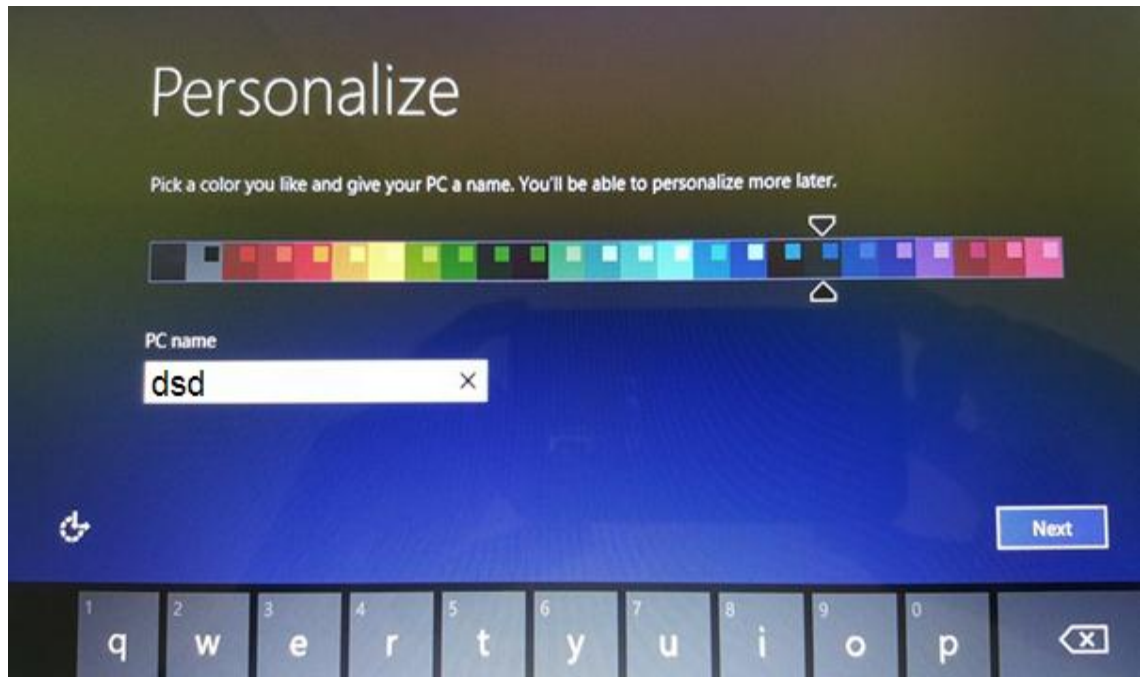 Personalize
Pick a color you like and give your PC a name. You'll be able to personalize more later.
PC name
dsd
Next
1 2 3 4 5 6 7 8 9 0
q w e r t y u i o p